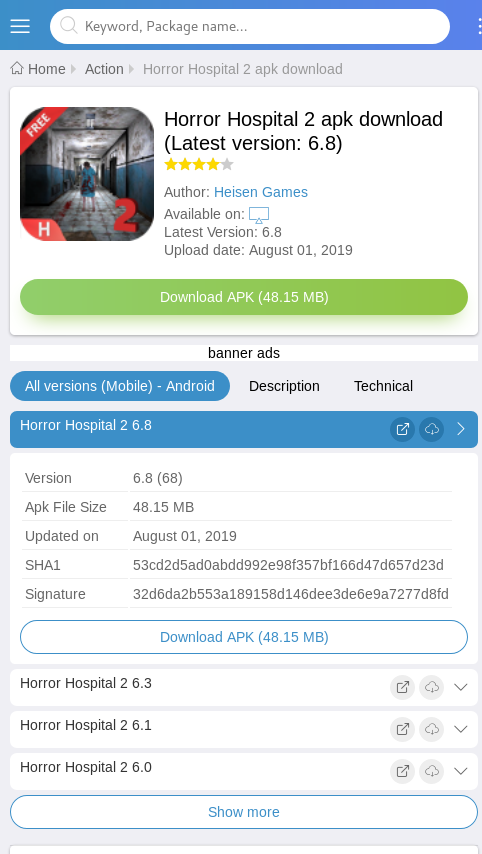 Keyword, Package name...
Home Action Horror Hospital 2 apk download
FREE
H
2
Horror Hospital 2 apk download
(Latest version: 6.8)
Author: Heisen Games
Available on:
Latest Version: 6.8
Upload date: August 01, 2019
Download APK (48.15 MB)
banner ads
All versions (Mobile) - Android Description Technical
Horror Hospital 2 6.8
Version 6.8 (68)
Apk File Size 48.15 MB
Updated on August 01, 2019
SHA1 53cd2d5ad0abdd992e98f357bf166d47d657d23d
Signature 32d6da2b553a189158d146dee3de6e9a7277d8fd
Download APK (48.15 MB)
Horror Hospital 2 6.3
Horror Hospital 2 6.1
Horror Hospital 2 6.0
Show more